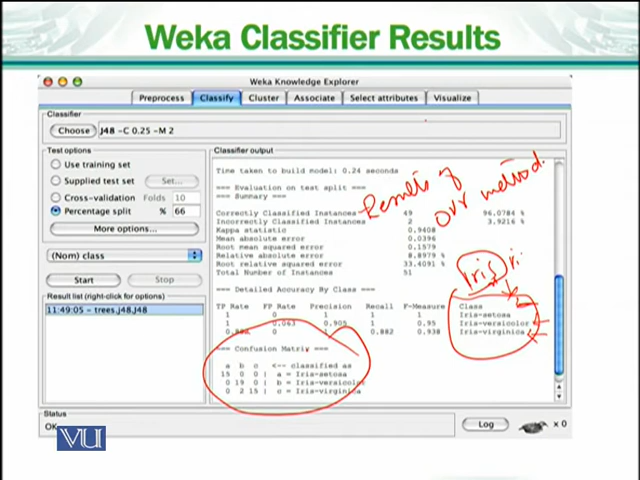 Weka Classifier Results
Weka Knowledge Explorer
Preprocess Classify Cluster Associate Select attributes Visualize
Classifier
Choose J48 -C 0.25 -M 2
Test options
Use training set
Supplied test set Set...
Cross-validation Folds 10
Percentage split % 66
More options...
(Nom) class
Start Stop
Result list (right-click for options)
11:49:05 - trees.j48.J48
Classifier output
Time taken to build model: 0.24 seconds
=== Evaluation on test split ===
=== Summary ===
Correctly Classified Instances 49 96.0784 %
Incorrectly Classified Instances 2 3.9216 %
Kappa statistic 0.9408
Mean absolute error 0.0396
Root mean squared error 0.1579
Relative absolute error 8.8979 %
Root relative squared error 33.4091 %
Total Number of Instances 51
Results of
our method.
Iris
=== Detailed Accuracy By Class ===
TP Rate FP Rate Precision Recall F-Measure Class
1 0 1 1 1 Iris-setosa
1 0.063 0.905 1 0.95 Iris-versicolor
0.882 0 1 0.882 0.938 Iris-virginica
=== Confusion Matrix ===
a b c <-- classified as
15 0 0 | a = Iris-setosa
0 19 0 | b = Iris-versicolor
0 2 15 | c = Iris-virginica
Status
OK
Log x 0
VU